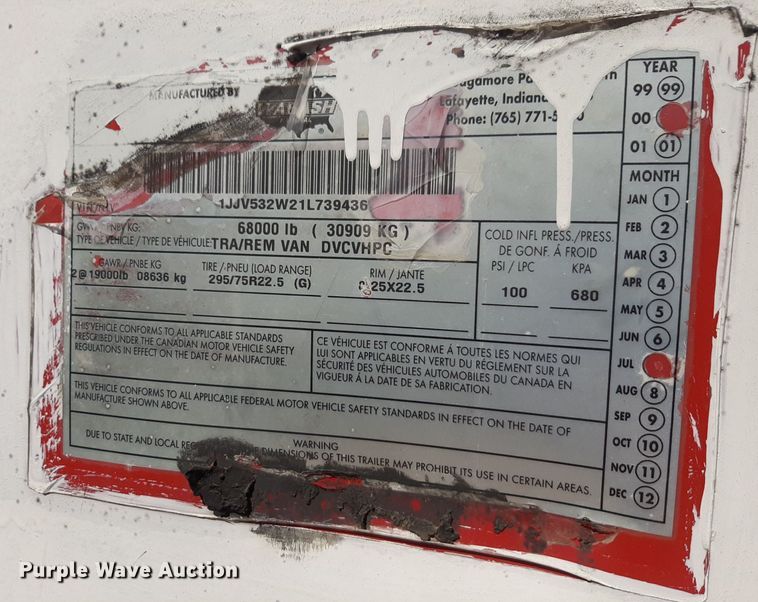 MANUFACTURED BY
WABASH
Lafayette, Indiana
Phone: (765)
1JJV532W21L739436
68000 lb ( 30909 KG )
TYPE OF VEHICLE / TYPE DE VÉHICULE: TRA/REM VAN DVCVHPC
GAWR / PNBE KG TIRE / PNEU (LOAD RANGE) RIM / JANTE
2@19000lb 08636 kg 295/75R22.5 (G) 25X22.5
COLD INFL PRESS./PRESS.
DE GONF. À FROID
PSI / LPC KPA
100 680
THIS VEHICLE CONFORMS TO ALL APPLICABLE STANDARDS
PRESCRIBED UNDER THE CANADIAN MOTOR VEHICLE SAFETY
REGULATIONS IN EFFECT ON THE DATE OF MANUFACTURE.
CE VÉHICULE EST CONFORME À TOUTES LES NORMES QUI
LUI SONT APPLICABLES EN VERTU DU RÉGLEMENT SUR LA
SÉCURITÉ DES VÉHICULES AUTOMOBILES DU CANADA EN
VIGUEUR À LA DATE DE SA FABRICATION.
THIS VEHICLE CONFORMS TO ALL APPLICABLE FEDERAL MOTOR VEHICLE SAFETY STANDARDS IN EFFECT ON THE DATE OF
MANUFACTURE SHOWN ABOVE.
WARNING
DUE TO STATE AND LOCAL DIMENSIONS OF THIS TRAILER MAY PROHIBIT ITS USE IN CERTAIN AREAS.
YEAR
99 99
00
01 01
MONTH
JAN 1
FEB 2
MAR 3
APR 4
MAY 5
JUN 6
JUL
AUG 8
SEP 9
OCT 10
NOV 11
DEC 12
Purple Wave Auction